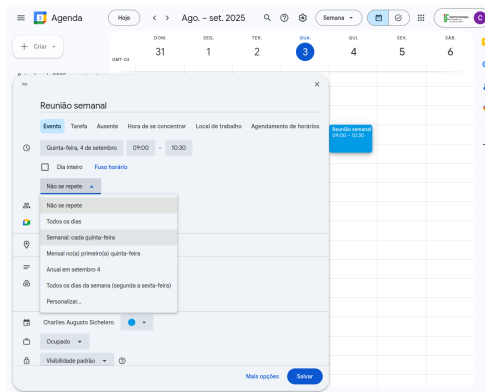 31 Agenda
Hoje
Ago. – set. 2025
Semana
Criar
GMT-03
DOM. SEG. TER. QUA. QUI. SEX. SÁB.
31 1 2 3 4 5 6
Reunião semanal
09:00 – 10:30
Reunião semanal
Evento Tarefa Ausente Hora de se concentrar Local de trabalho Agendamento de horários
Quinta-feira, 4 de setembro 09:00 – 10:30
Dia inteiro Fuso horário
Não se repete
Não se repete
Todos os dias
Semanal: cada quinta-feira
Mensal no(a) primeiro(a) quinta-feira
Anual em setembro 4
Todos os dias da semana (segunda a sexta-feira)
Personalizar...
Charlies Augusto Sichelero
Ocupado
Visibilidade padrão
Mais opções Salvar
C